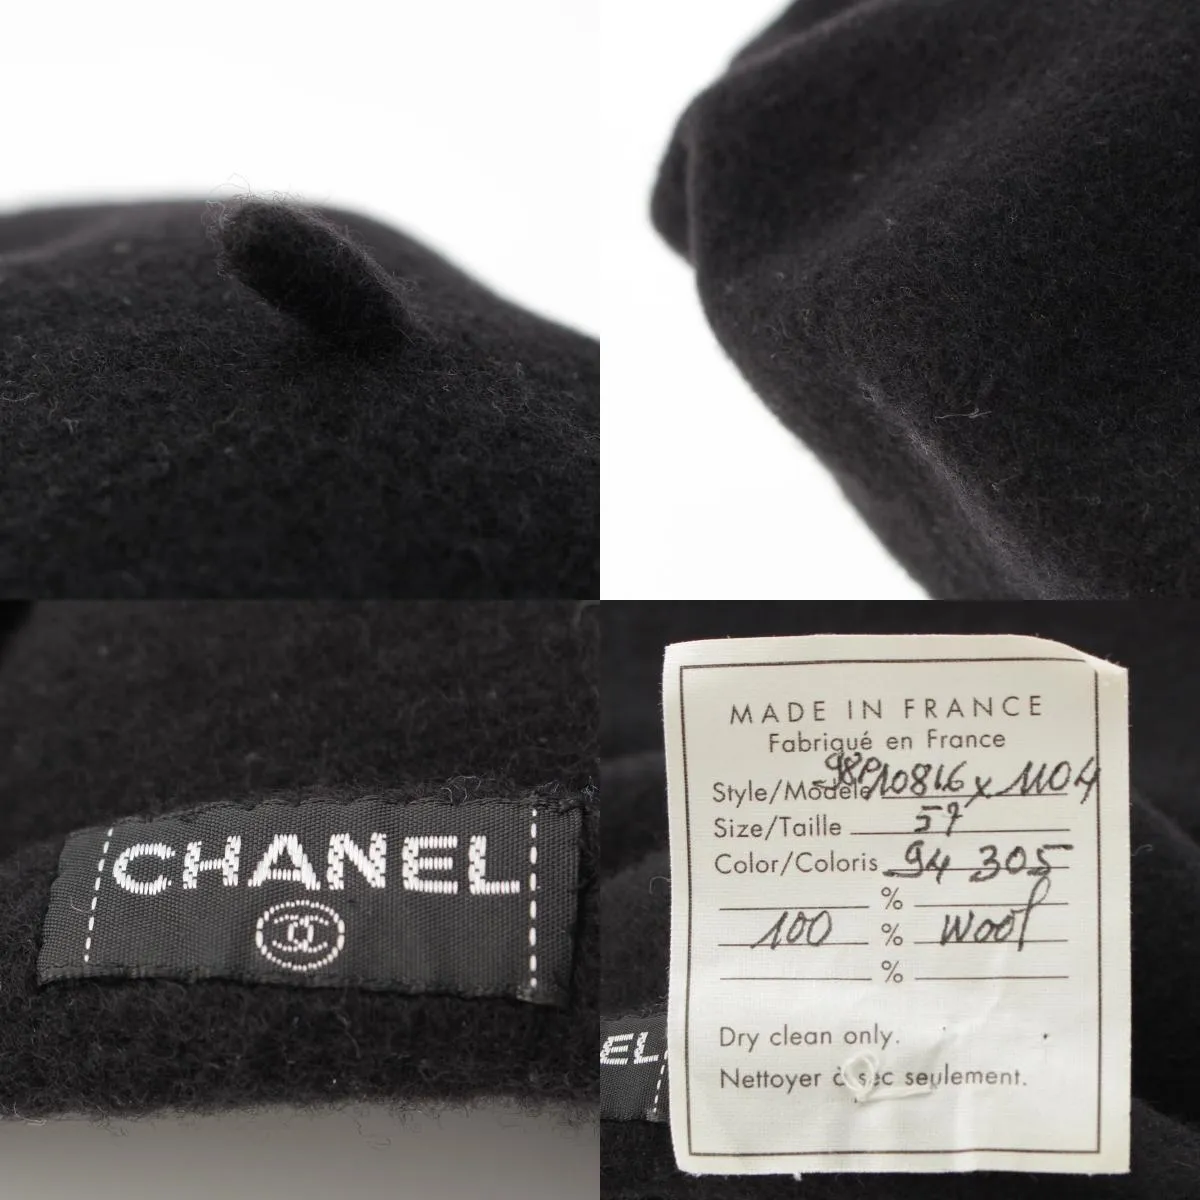 CHANEL
MADE IN FRANCE
Fabriqué en France
Style/Modèle 98P10816 x 1104
Size/Taille 57
Color/Coloris 94 305
%
100 % Wool
%
EL
Dry clean only.
Nettoyer à sec seulement.